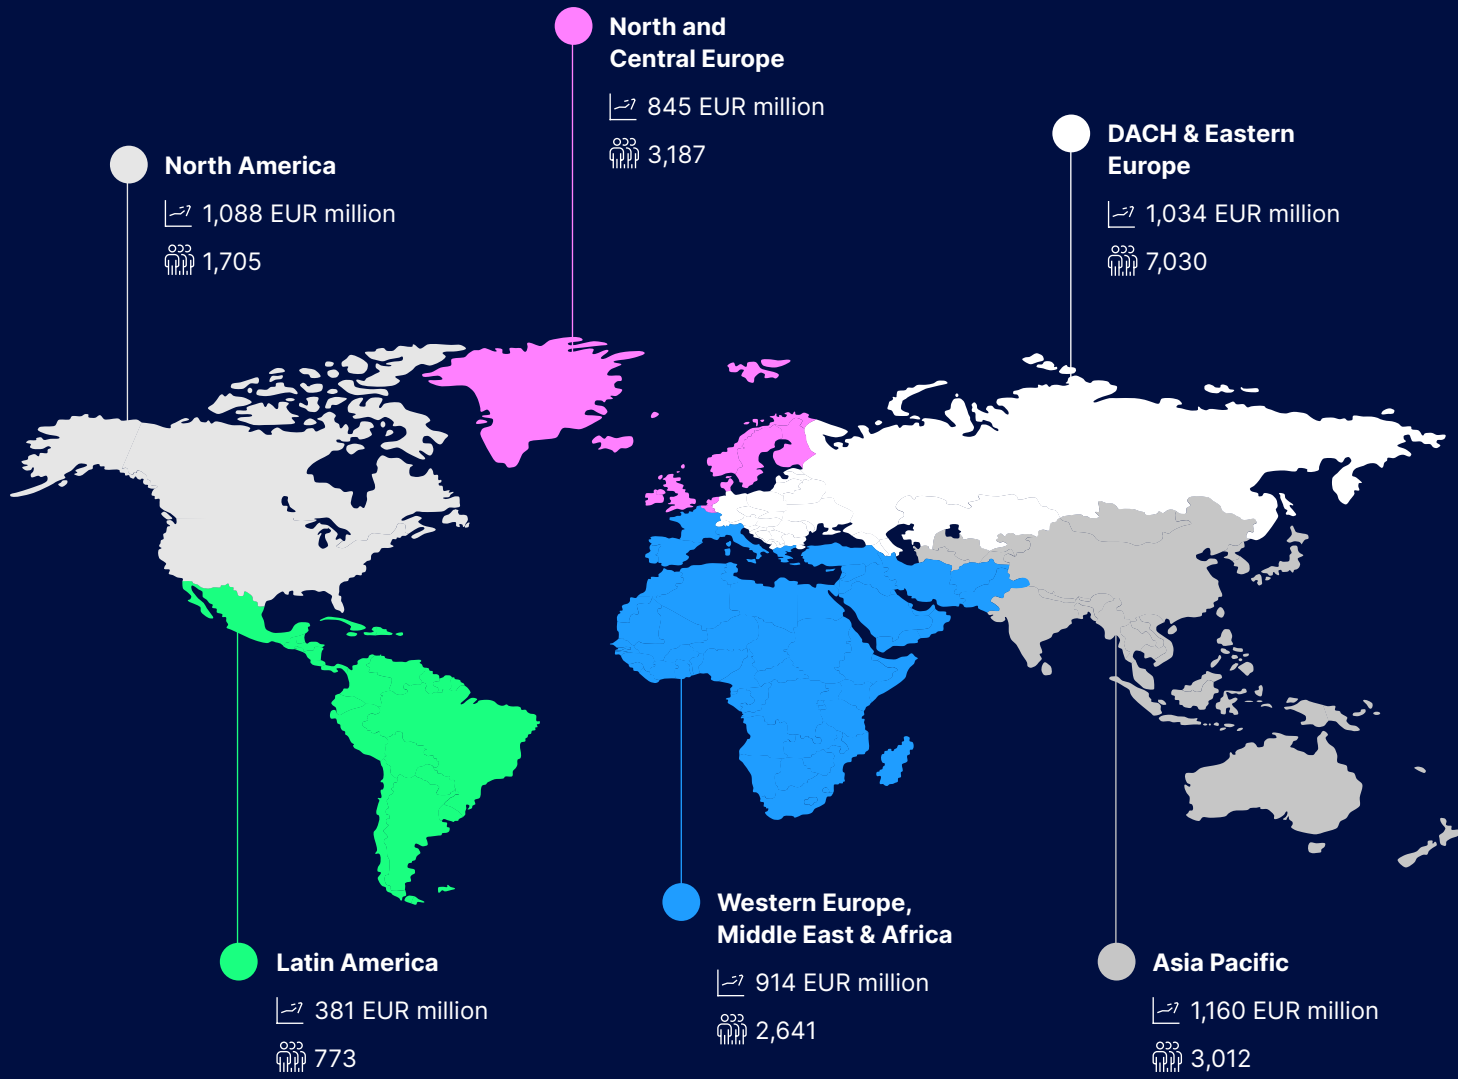 North and
Central Europe
845 EUR million
3,187
North America
1,088 EUR million
1,705
DACH & Eastern
Europe
1,034 EUR million
7,030
Latin America
381 EUR million
773
Western Europe,
Middle East & Africa
914 EUR million
2,641
Asia Pacific
1,160 EUR million
3,012